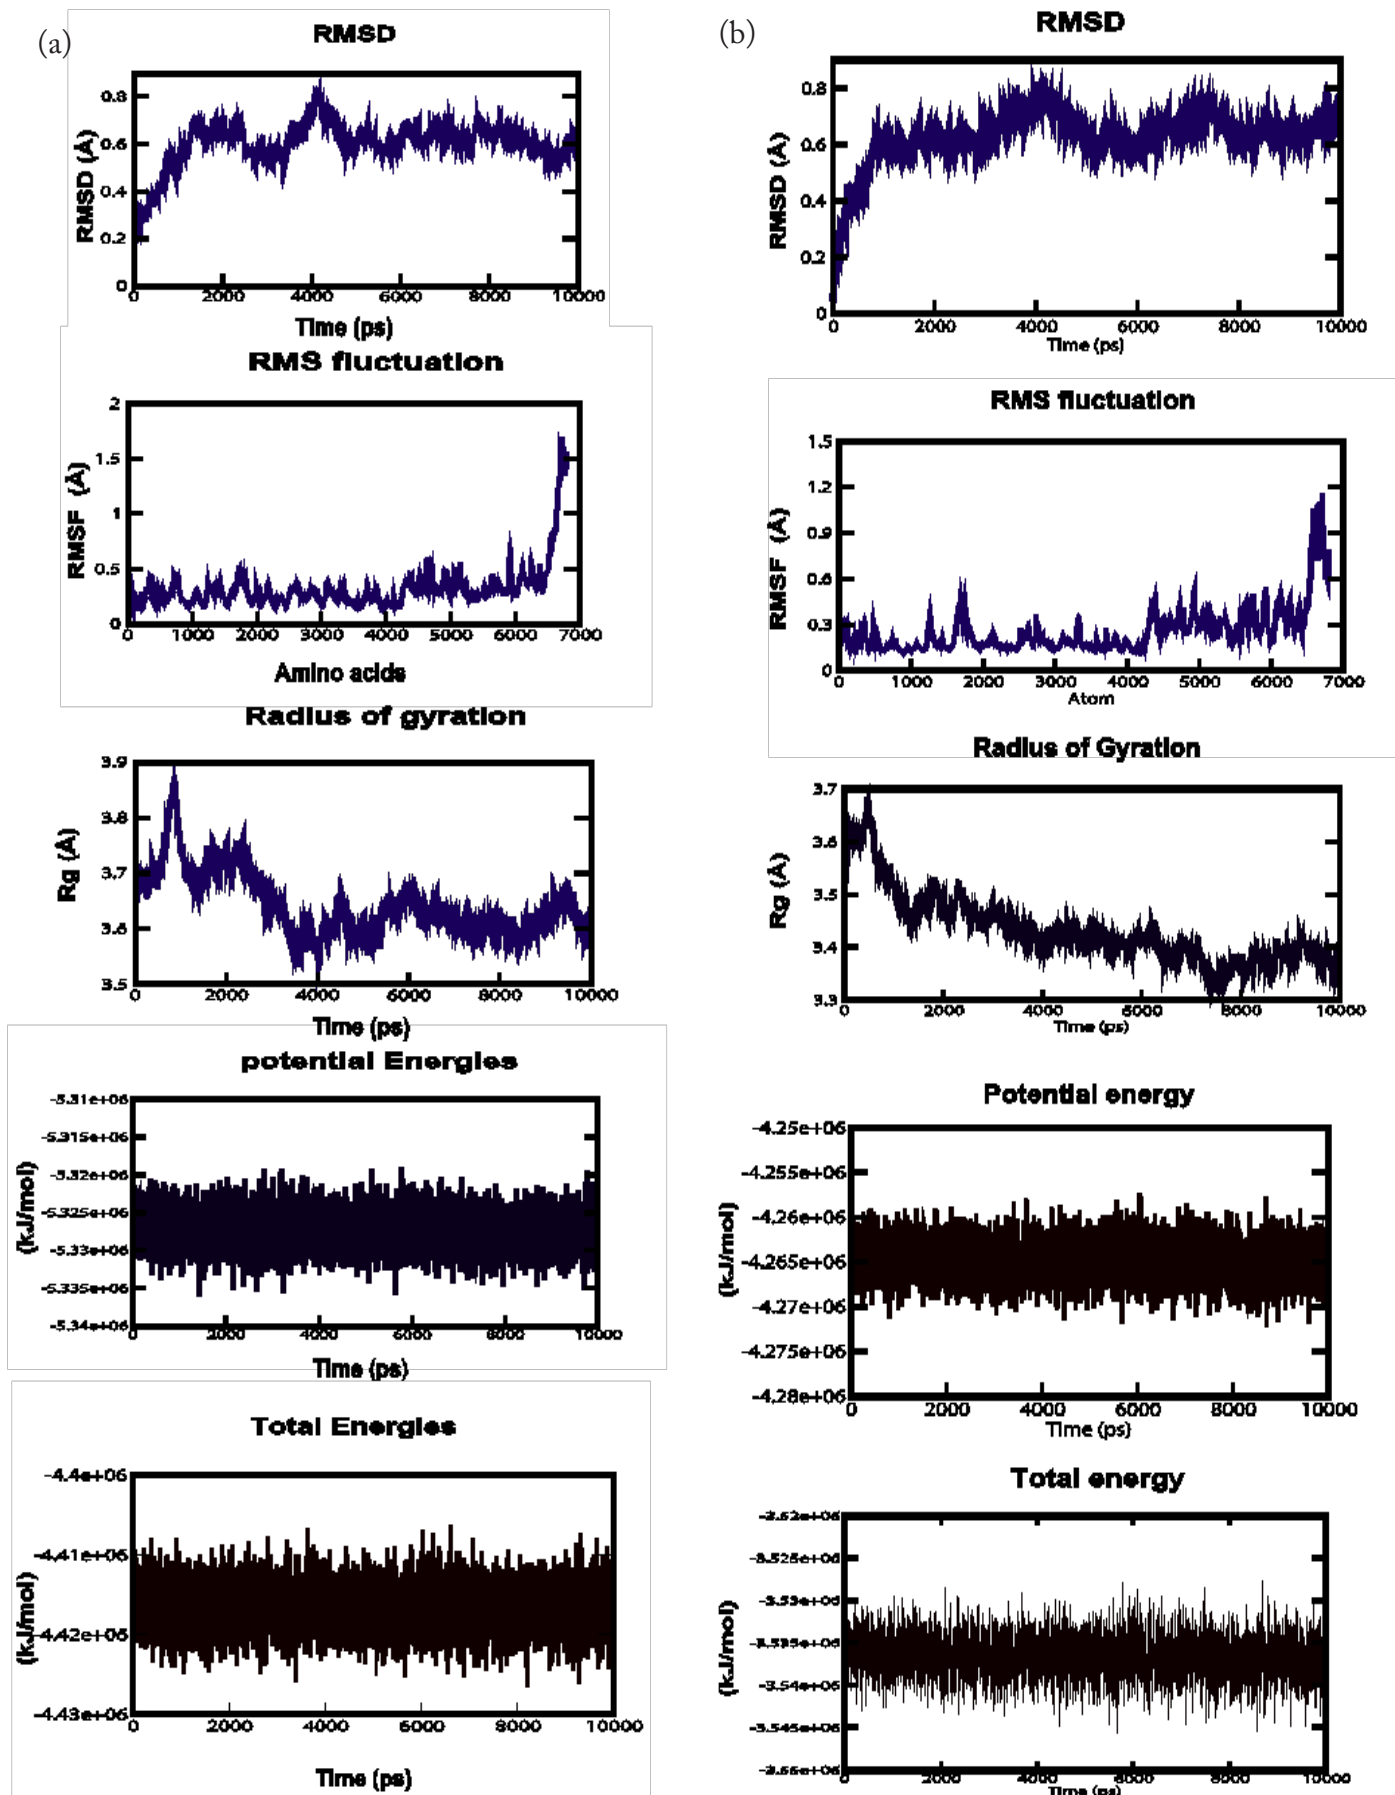 (a)
RMSD
RMSD (Å)
0.8
0.6
0.4
0.2
0
0 2000 4000 6000 8000 10000
Time (ps)
RMS fluctuation
RMSF (Å)
2
1.5
1
0.5
0
0 1000 2000 3000 4000 5000 6000 7000
Amino acids
Radius of gyration
Rg (Å)
3.9
3.8
3.7
3.6
3.5
0 2000 4000 6000 8000 10000
Time (ps)
potential Energies
(kJ/mol)
-5.31e+06
-5.315e+06
-5.32e+06
-5.325e+06
-5.33e+06
-5.335e+06
-5.34e+06
0 2000 4000 6000 8000 10000
Time (ps)
Total Energies
(kJ/mol)
-4.4e+06
-4.41e+06
-4.42e+06
-4.43e+06
0 2000 4000 6000 8000 10000
Time (ps)
(b)
RMSD
RMSD (Å)
0.8
0.6
0.4
0.2
0
0 2000 4000 6000 8000 10000
Time (ps)
RMS fluctuation
RMSF (Å)
1.5
1.2
0.9
0.6
0.3
0
0 1000 2000 3000 4000 5000 6000 7000
Atom
Radius of Gyration
Rg (Å)
3.7
3.6
3.5
3.4
3.3
0 2000 4000 6000 8000 10000
Time (ps)
Potential energy
(kJ/mol)
-4.25e+06
-4.255e+06
-4.26e+06
-4.265e+06
-4.27e+06
-4.275e+06
-4.28e+06
0 2000 4000 6000 8000 10000
Time (ps)
Total energy
(kJ/mol)
-3.52e+06
-3.525e+06
-3.53e+06
-3.535e+06
-3.54e+06
-3.545e+06
0 2000 4000 6000 8000 10000
Time (ps)